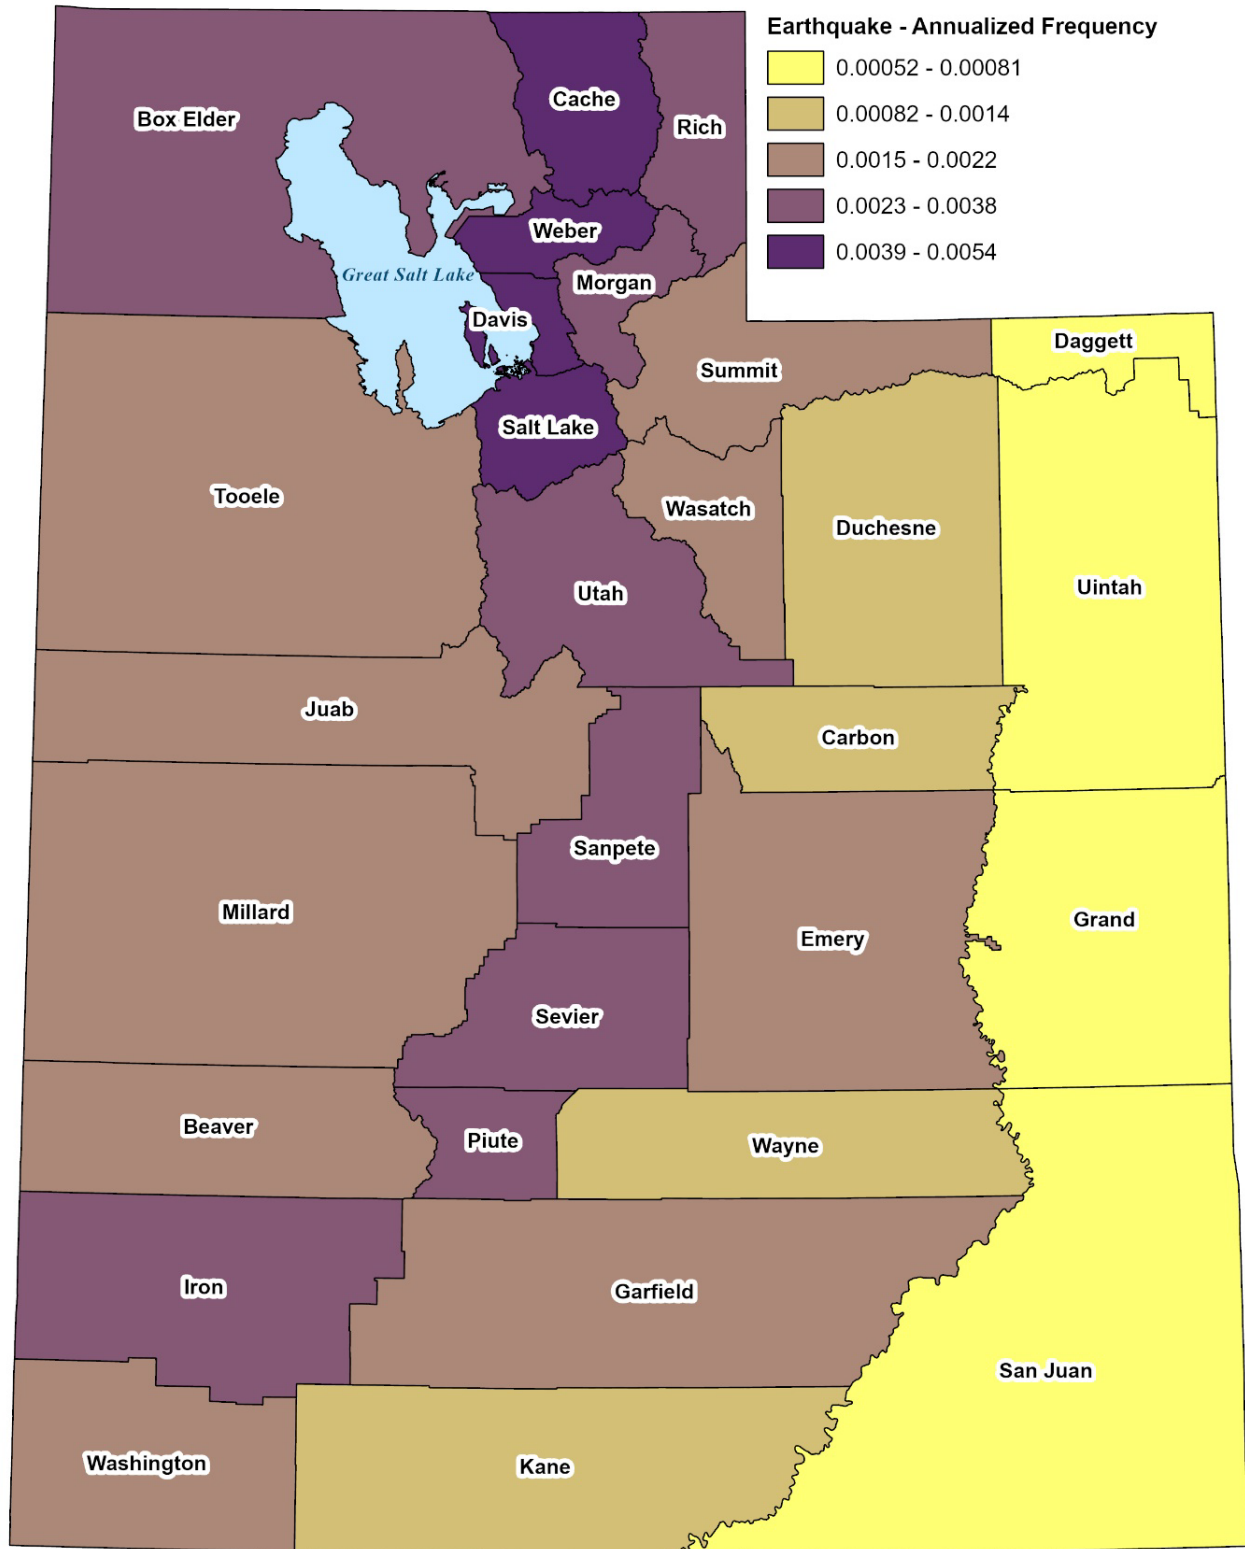 Earthquake - Annualized Frequency
0.00052 - 0.00081
0.00082 - 0.0014
0.0015 - 0.0022
0.0023 - 0.0038
0.0039 - 0.0054
Box Elder
Cache
Rich
Weber
Great Salt Lake
Morgan
Davis
Daggett
Summit
Salt Lake
Tooele
Wasatch
Duchesne
Uintah
Utah
Juab
Carbon
Sanpete
Millard
Grand
Emery
Sevier
Beaver
Piute
Wayne
Iron
Garfield
San Juan
Washington
Kane